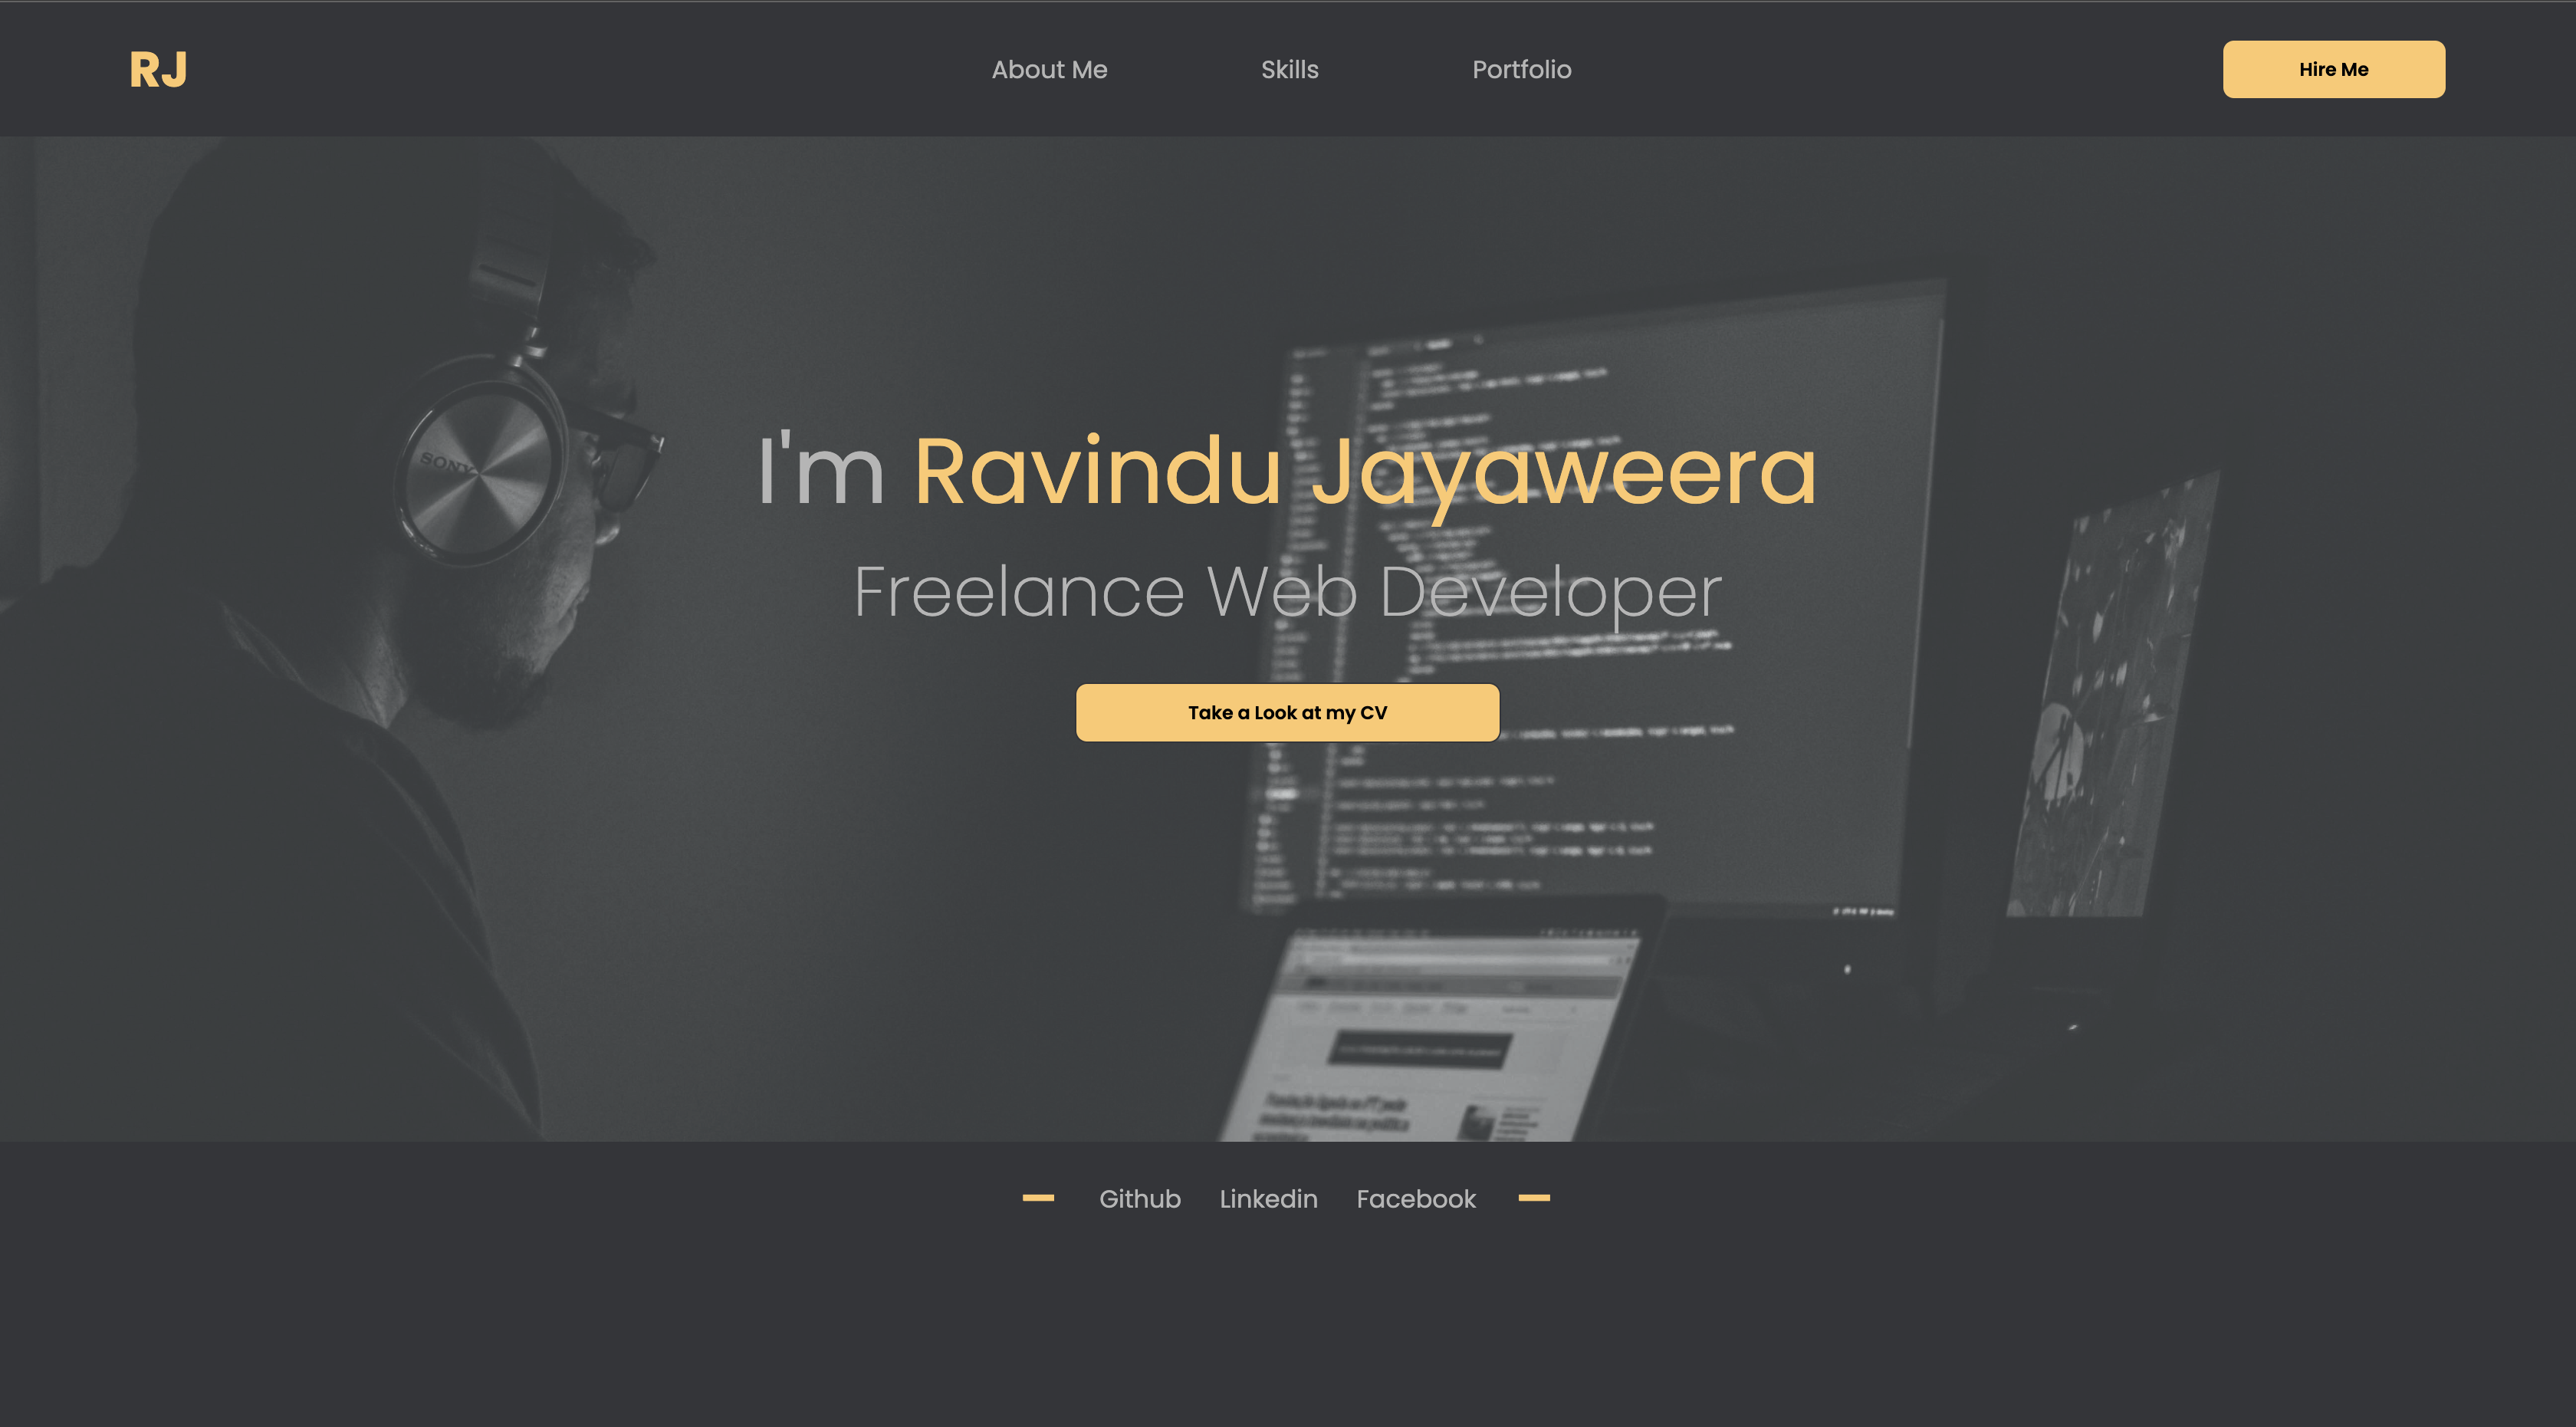 RJ
About Me Skills Portfolio
Hire Me
SONY
I'm Ravindu Jayaweera
Freelance Web Developer
Take a Look at my CV
Github Linkedin Facebook